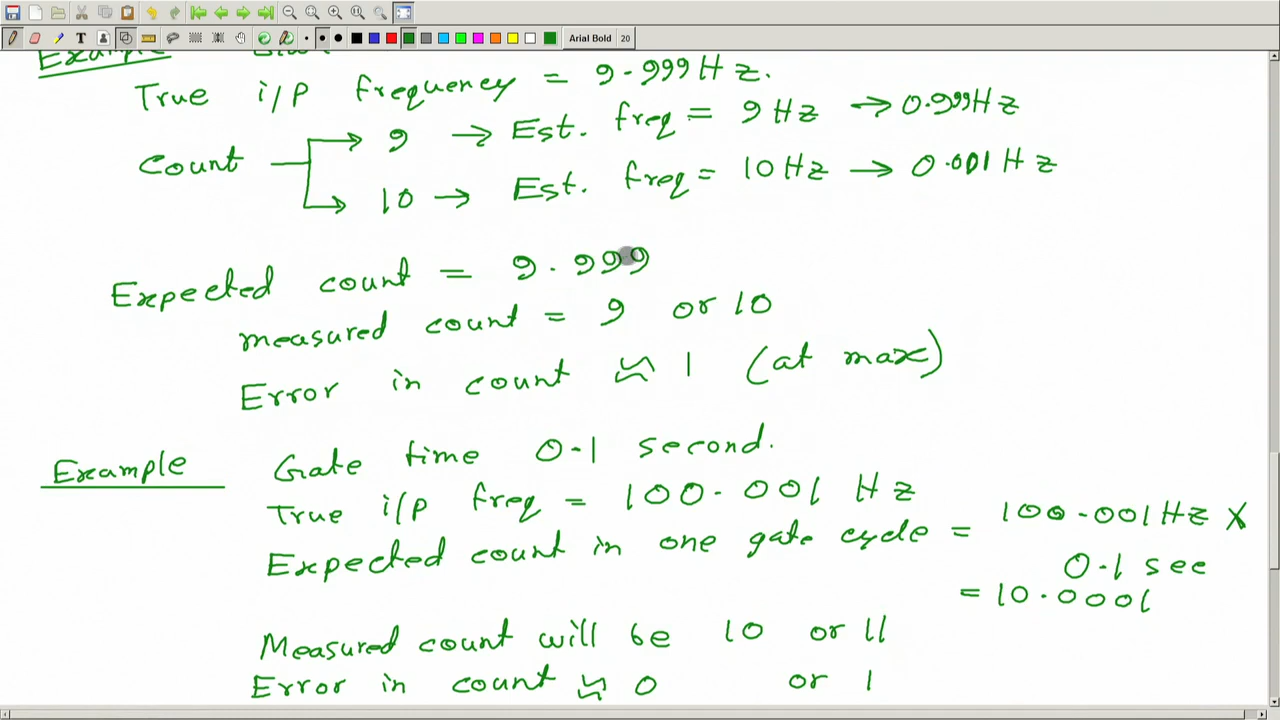 Arial Bold 20
Example
True i/p frequency = 9.999 Hz.
Count → 9 → Est. freq = 9 Hz → 0.999 Hz
→ 10 → Est. freq = 10 Hz → 0.001 Hz
Expected count = 9.999
measured count = 9 or 10
Error in count ≈ 1 (at max)
Example Gate time 0.1 second.
True i/p freq = 100.001 Hz
Expected count in one gate cycle = 100.001 Hz X
0.1 sec
= 10.0001
Measured count will be 10 or 11
Error in count ≈ 0 or 1